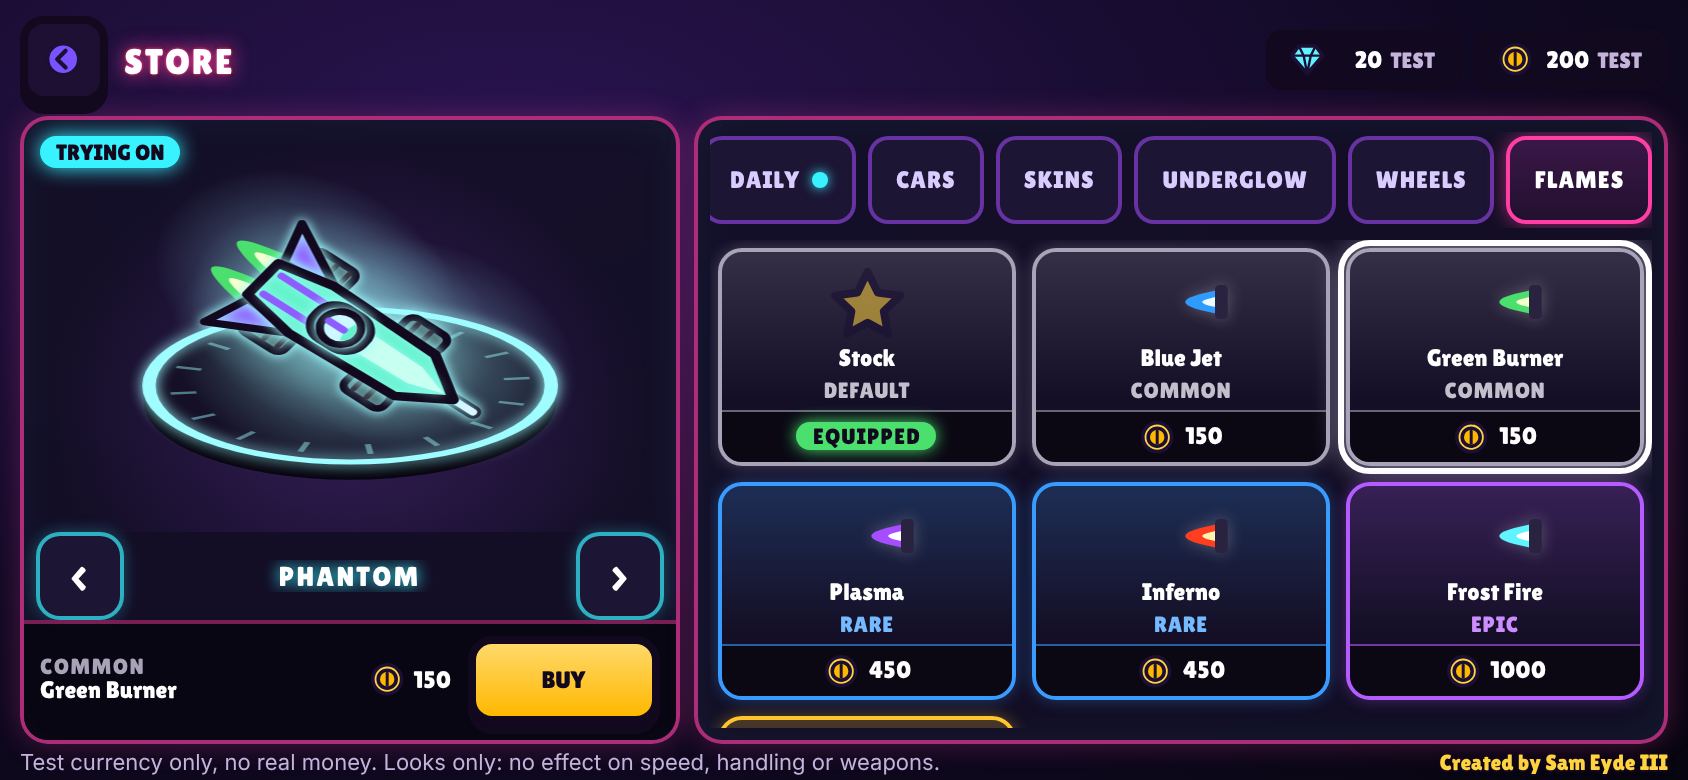 STORE
20 TEST
200 TEST
TRYING ON
DAILY
CARS
SKINS
UNDERGLOW
WHEELS
FLAMES
Stock
DEFAULT
EQUIPPED
Blue Jet
COMMON
150
Green Burner
COMMON
150
Plasma
RARE
450
Inferno
RARE
450
Frost Fire
EPIC
1000
PHANTOM
COMMON
Green Burner
150
BUY
Test currency only, no real money. Looks only: no effect on speed, handling or weapons.
Created by Sam Eyde III